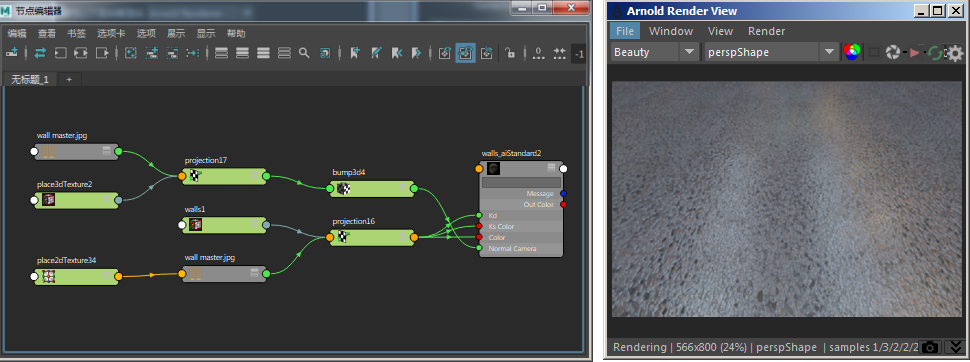 节点编辑器
编辑 查看 书签 选项卡 选项 展示 显示 帮助
0 -1
无标题_1 +
wall master.jpg
place3dTexture2
place2dTexture34
projection17
walls1
wall master.jpg
bump3d4
projection16
walls_aiStandard2
Message
Out Color
Kd
Ks Color
Color
Normal Camera
Arnold Render View
File Window View Render
Beauty perspShape
Rendering | 566x800 (24%) | perspShape | samples 1/3/2/2/2